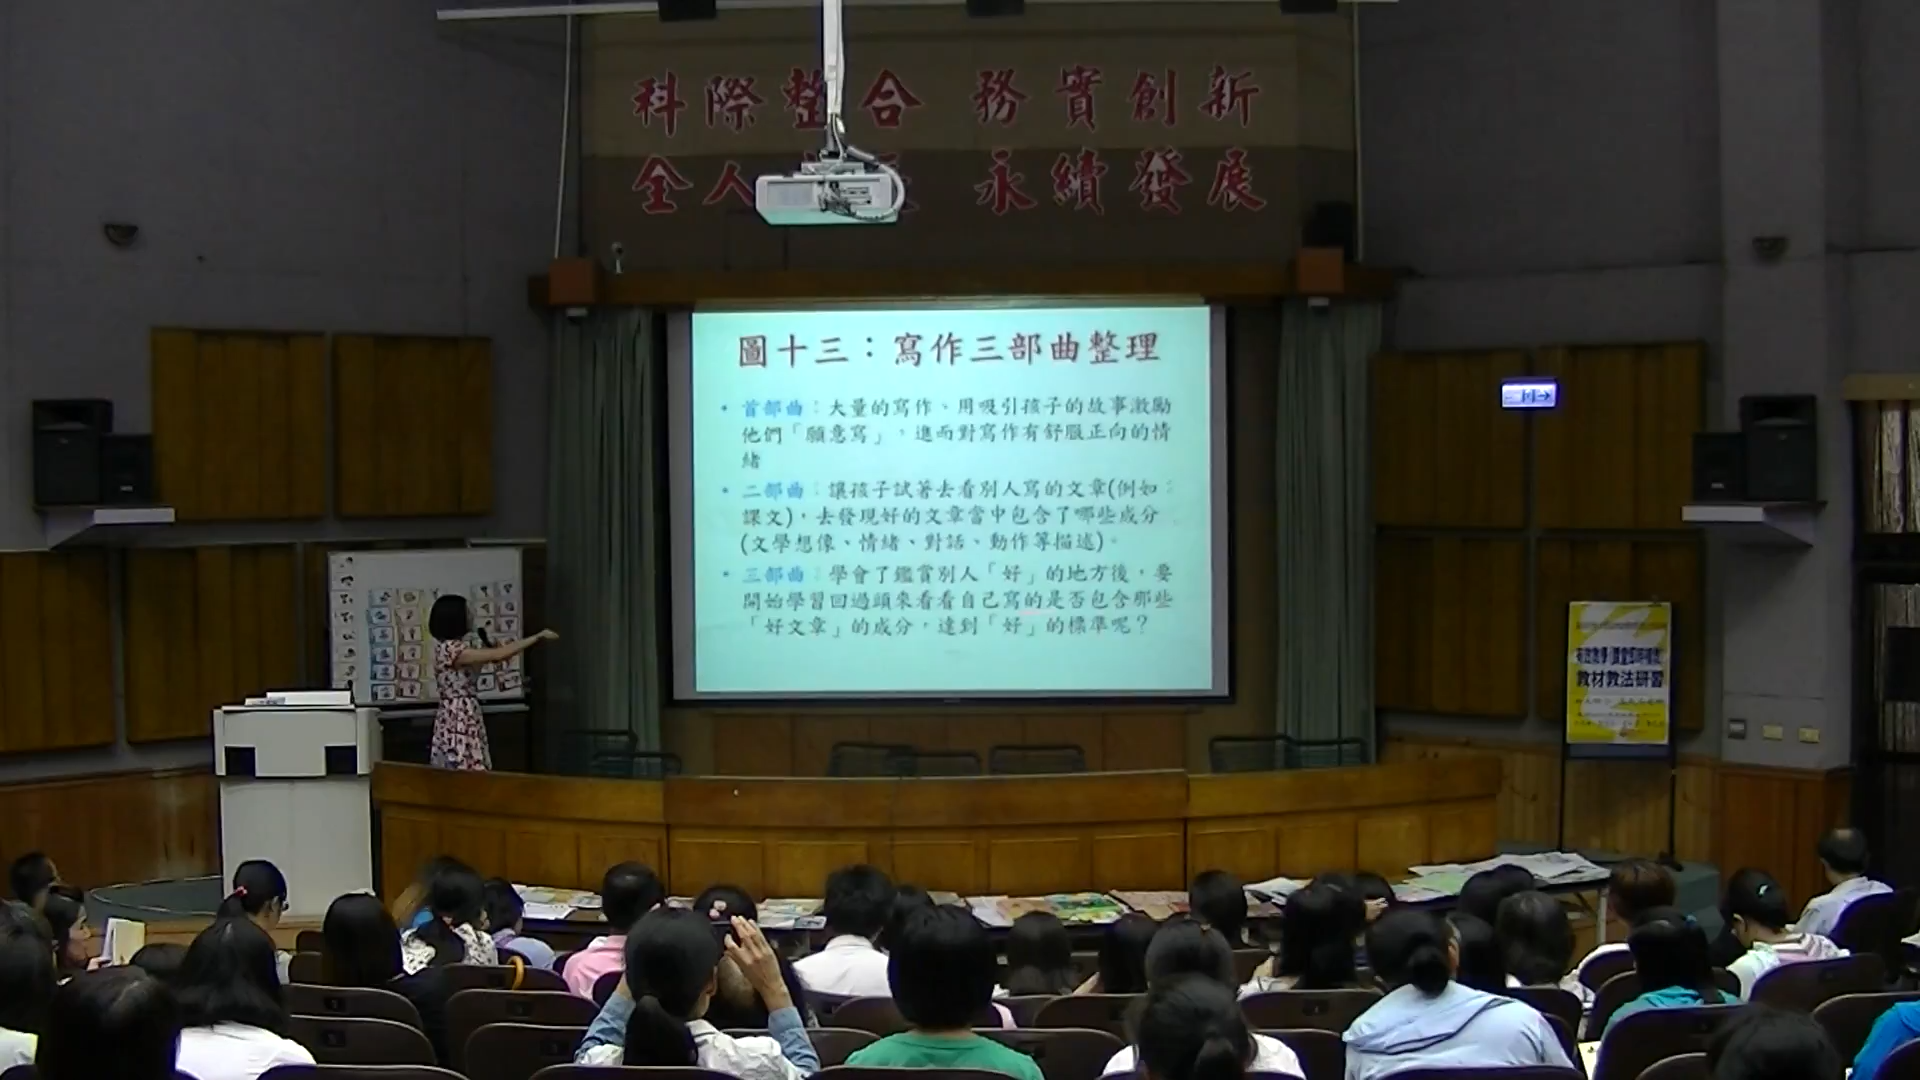 科際整合 務實創新
全人 永續發展
圖十三：寫作三部曲整理
• 首部曲：大量的寫作、用吸引孩子的故事激勵
他們「願意寫」，進而對寫作有舒服正向的情
緒
• 二部曲：讓孩子試著去看別人寫的文章(例如：
課文)，去發現好的文章當中包含了哪些成分
(文學想像、情緒、對話、動作等描述)。
• 三部曲：學會了鑑賞別人「好」的地方後，要
開始學習回過頭來看看自己寫的是否包含那些
「好文章」的成分，達到「好」的標準呢？
教材教法研習